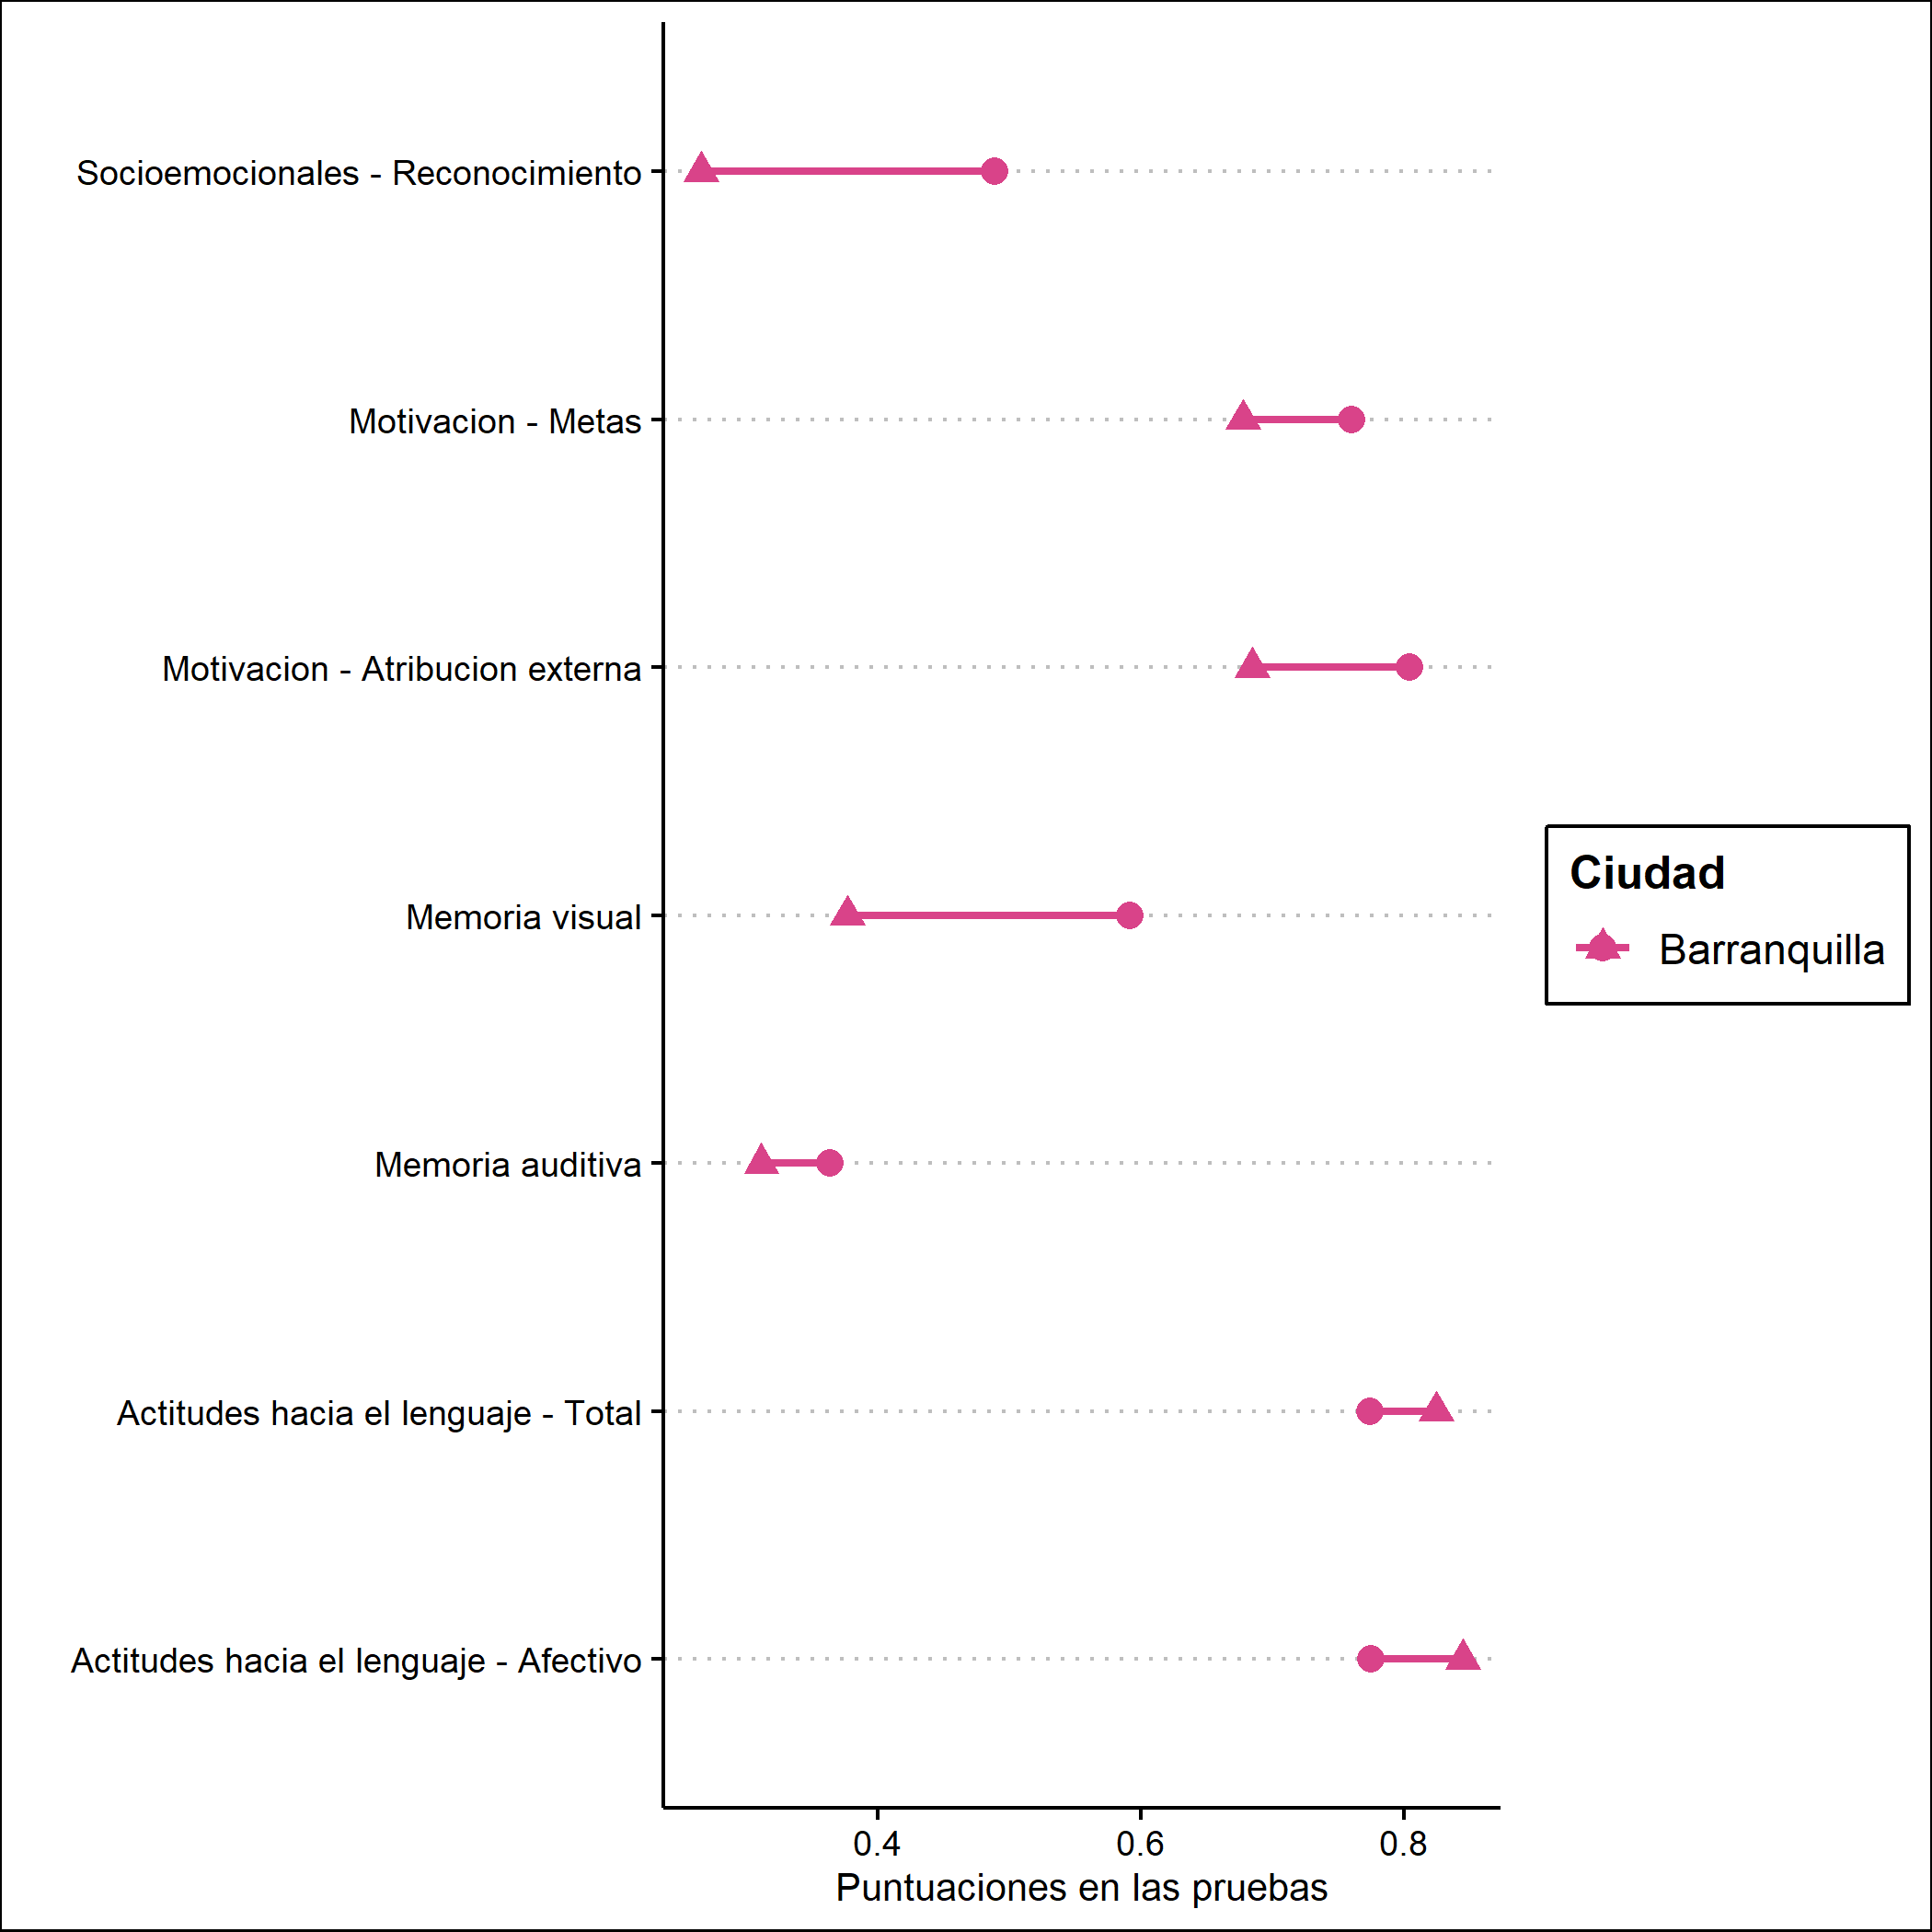 Socioemocionales - Reconocimiento
Motivacion - Metas
Motivacion - Atribucion externa
Memoria visual
Memoria auditiva
Actitudes hacia el lenguaje - Total
Actitudes hacia el lenguaje - Afectivo
0.4 0.6 0.8
Puntuaciones en las pruebas
Ciudad
Barranquilla